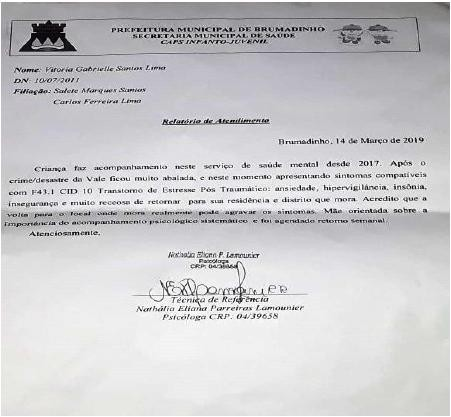 PREFEITURA MUNICIPAL DE BRUMADINHO
SECRETARIA MUNICIPAL DE SAÚDE
CAPS INFANTO-JUVENIL
Nome: Vitoria Gabrielle Santos Lima
DN: 10/07/2011
Filiação: Salete Marques Santos
Carlos Ferreira Lima
Relatório de Atendimento
Brumadinho, 14 de Março de 2019
Criança faz acompanhamento neste serviço de saúde mental desde 2017. Após o
crime/desastre da Vale ficou muito abalada, e neste momento apresentando sintomas compatíveis
com F43.1 CID 10 Transtorno de Estresse Pós Traumático: ansiedade, hipervigilância, insônia,
insegurança e muito receosa de retornar para sua residência e distrito que mora. Acredito que a
volta para o local onde mora realmente pode agravar os sintomas. Mãe orientada sobre a
importância do acompanhamento psicológico sistemático e foi agendado retorno semanal.
Atenciosamente.
Nathália Eliana P. Lamounier
Psicóloga
CRP: 04/39658
Técnica de Referência
Nathália Eliana Parreiras Lamounier
Psicóloga CRP: 04/39658